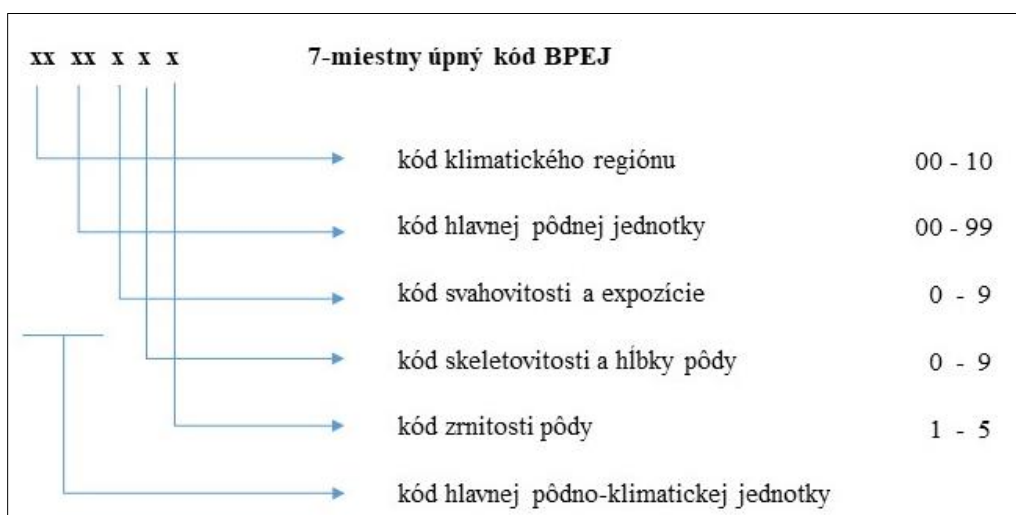 xx xx x x x 7-miestny úpný kód BPEJ
kód klimatického regiónu 00 - 10
kód hlavnej pôdnej jednotky 00 - 99
kód svahovitosti a expozície 0 - 9
kód skeletovitosti a hĺbky pôdy 0 - 9
kód zrnitosti pôdy 1 - 5
kód hlavnej pôdno-klimatickej jednotky